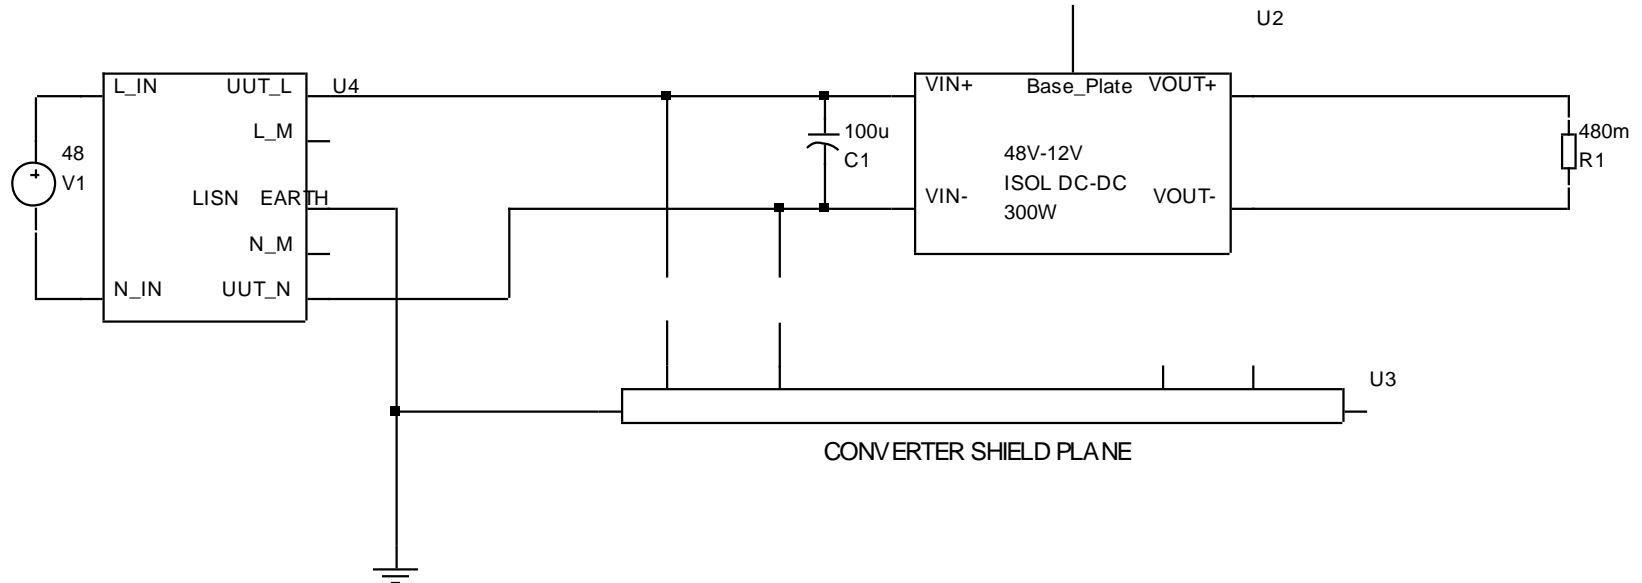 U2
L_IN
UUT_L
U4
VIN+
Base_Plate
VOUT+
L_M
100u
C1
480m
R1
48
V1
+
48V-12V
ISOL DC-DC
300W
LISN
EARTH
VIN-
VOUT-
N_M
N_IN
UUT_N
U3
CONVERTER SHIELD PLANE